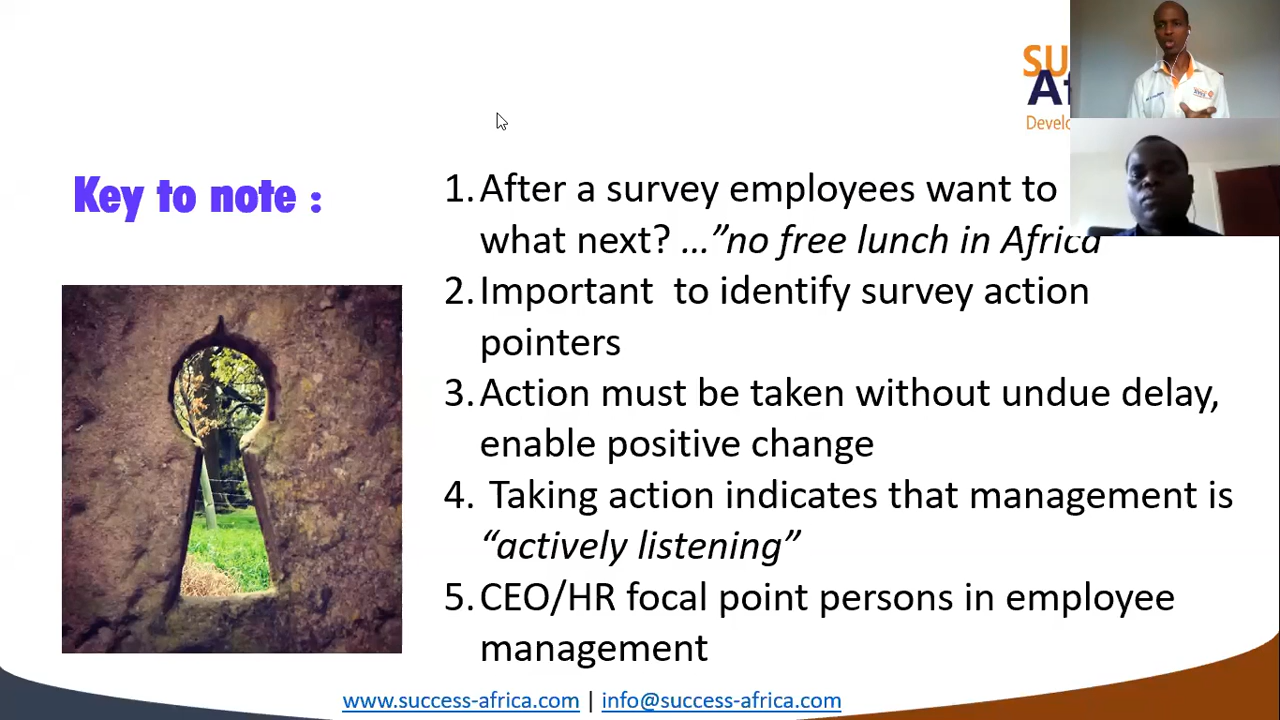 SU
Af
Develo
Key to note :
1. After a survey employees want to
what next? …”no free lunch in Africa
2. Important to identify survey action
pointers
3. Action must be taken without undue delay,
enable positive change
4. Taking action indicates that management is
“actively listening”
5. CEO/HR focal point persons in employee
management
www.success-africa.com | info@success-africa.com